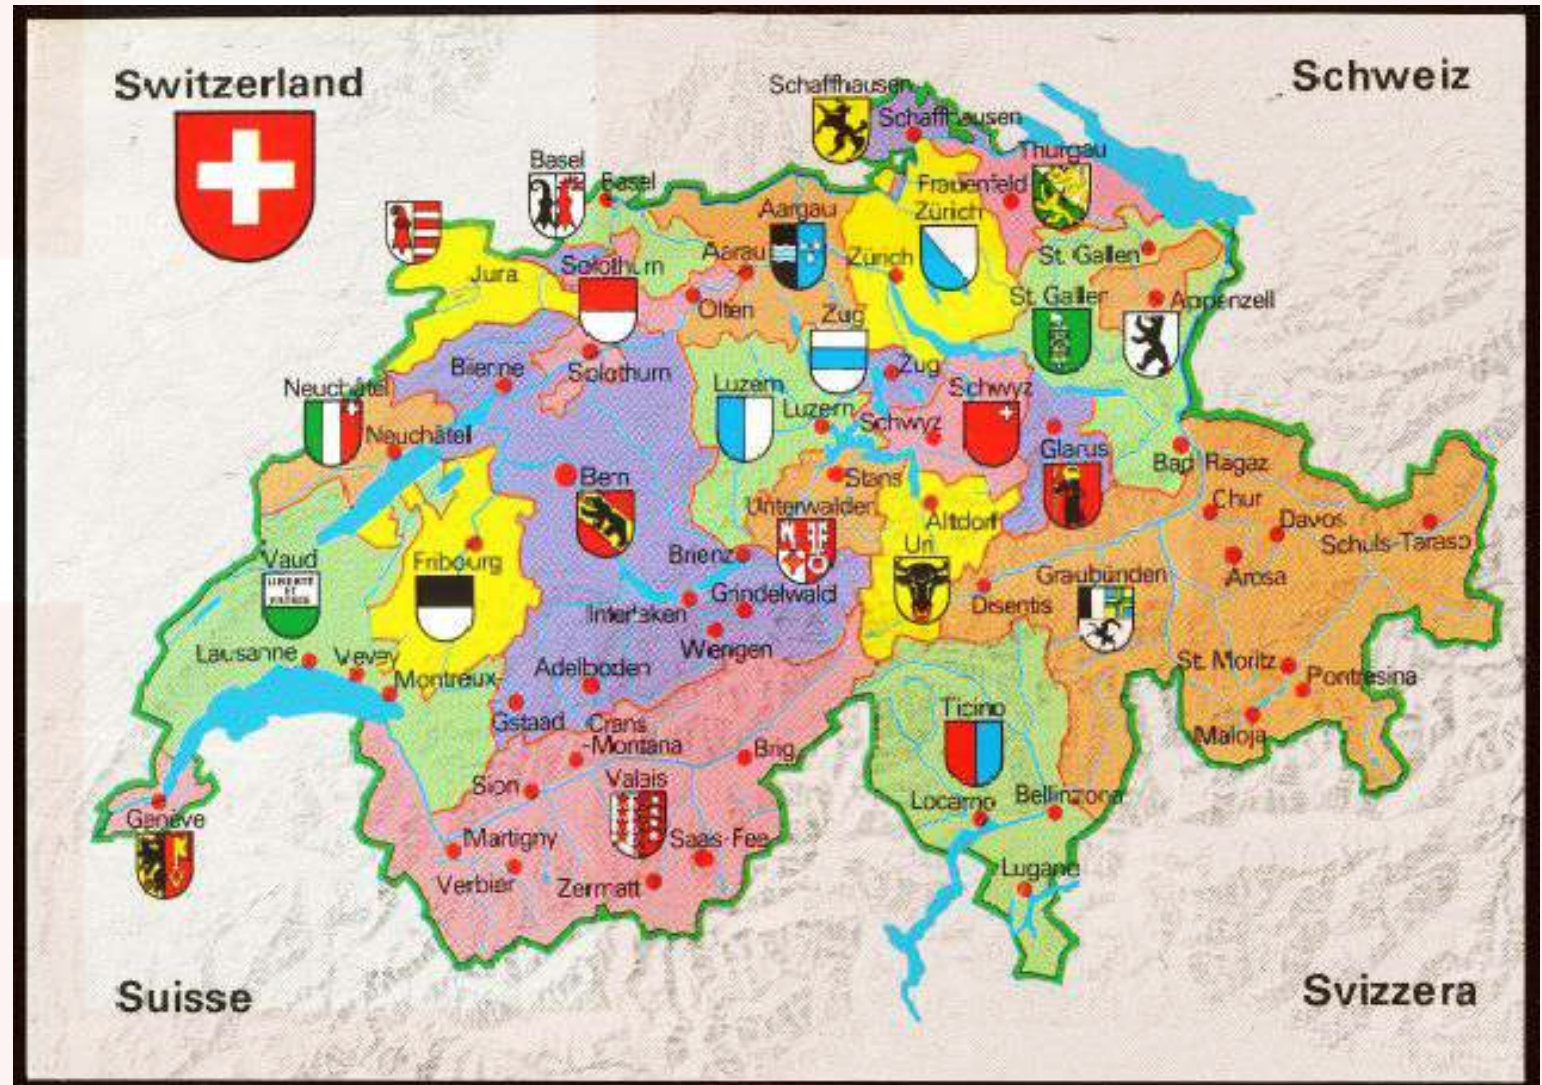 Switzerland
Schweiz
Schaffhausen
Schaffhausen
Thurgau
Basel
Basel
Frauenfeld
Aargau
Zürich
Jura
Solothurn
Aarau
Zürich
St. Gallen
Olten
St. Gallen
Appenzell
Zug
Bienne
Solothurn
Zug
Neuchâtel
Luzern
Schwyz
Luzern
Schwyz
Neuchâtel
Glarus
Bad Ragaz
Bern
Stans
Unterwalden
Chur
Altdorf
Davos
Schuls-Tarasp
Vaud
LIBERTÉ
ET
PATRIE
Fribourg
Brienz
Uri
Arosa
Graubünden
Grindelwald
Disentis
Interlaken
Wengen
Lausanne
Vevey
Adelboden
St. Moritz
Montreux
Pontresina
Gstaad
Crans
-Montana
Ticino
Maloja
Brig
Sion
Valais
Locarno
Bellinzona
Genève
Martigny
Saas-Fee
Lugano
Verbier
Zermatt
Suisse
Svizzera